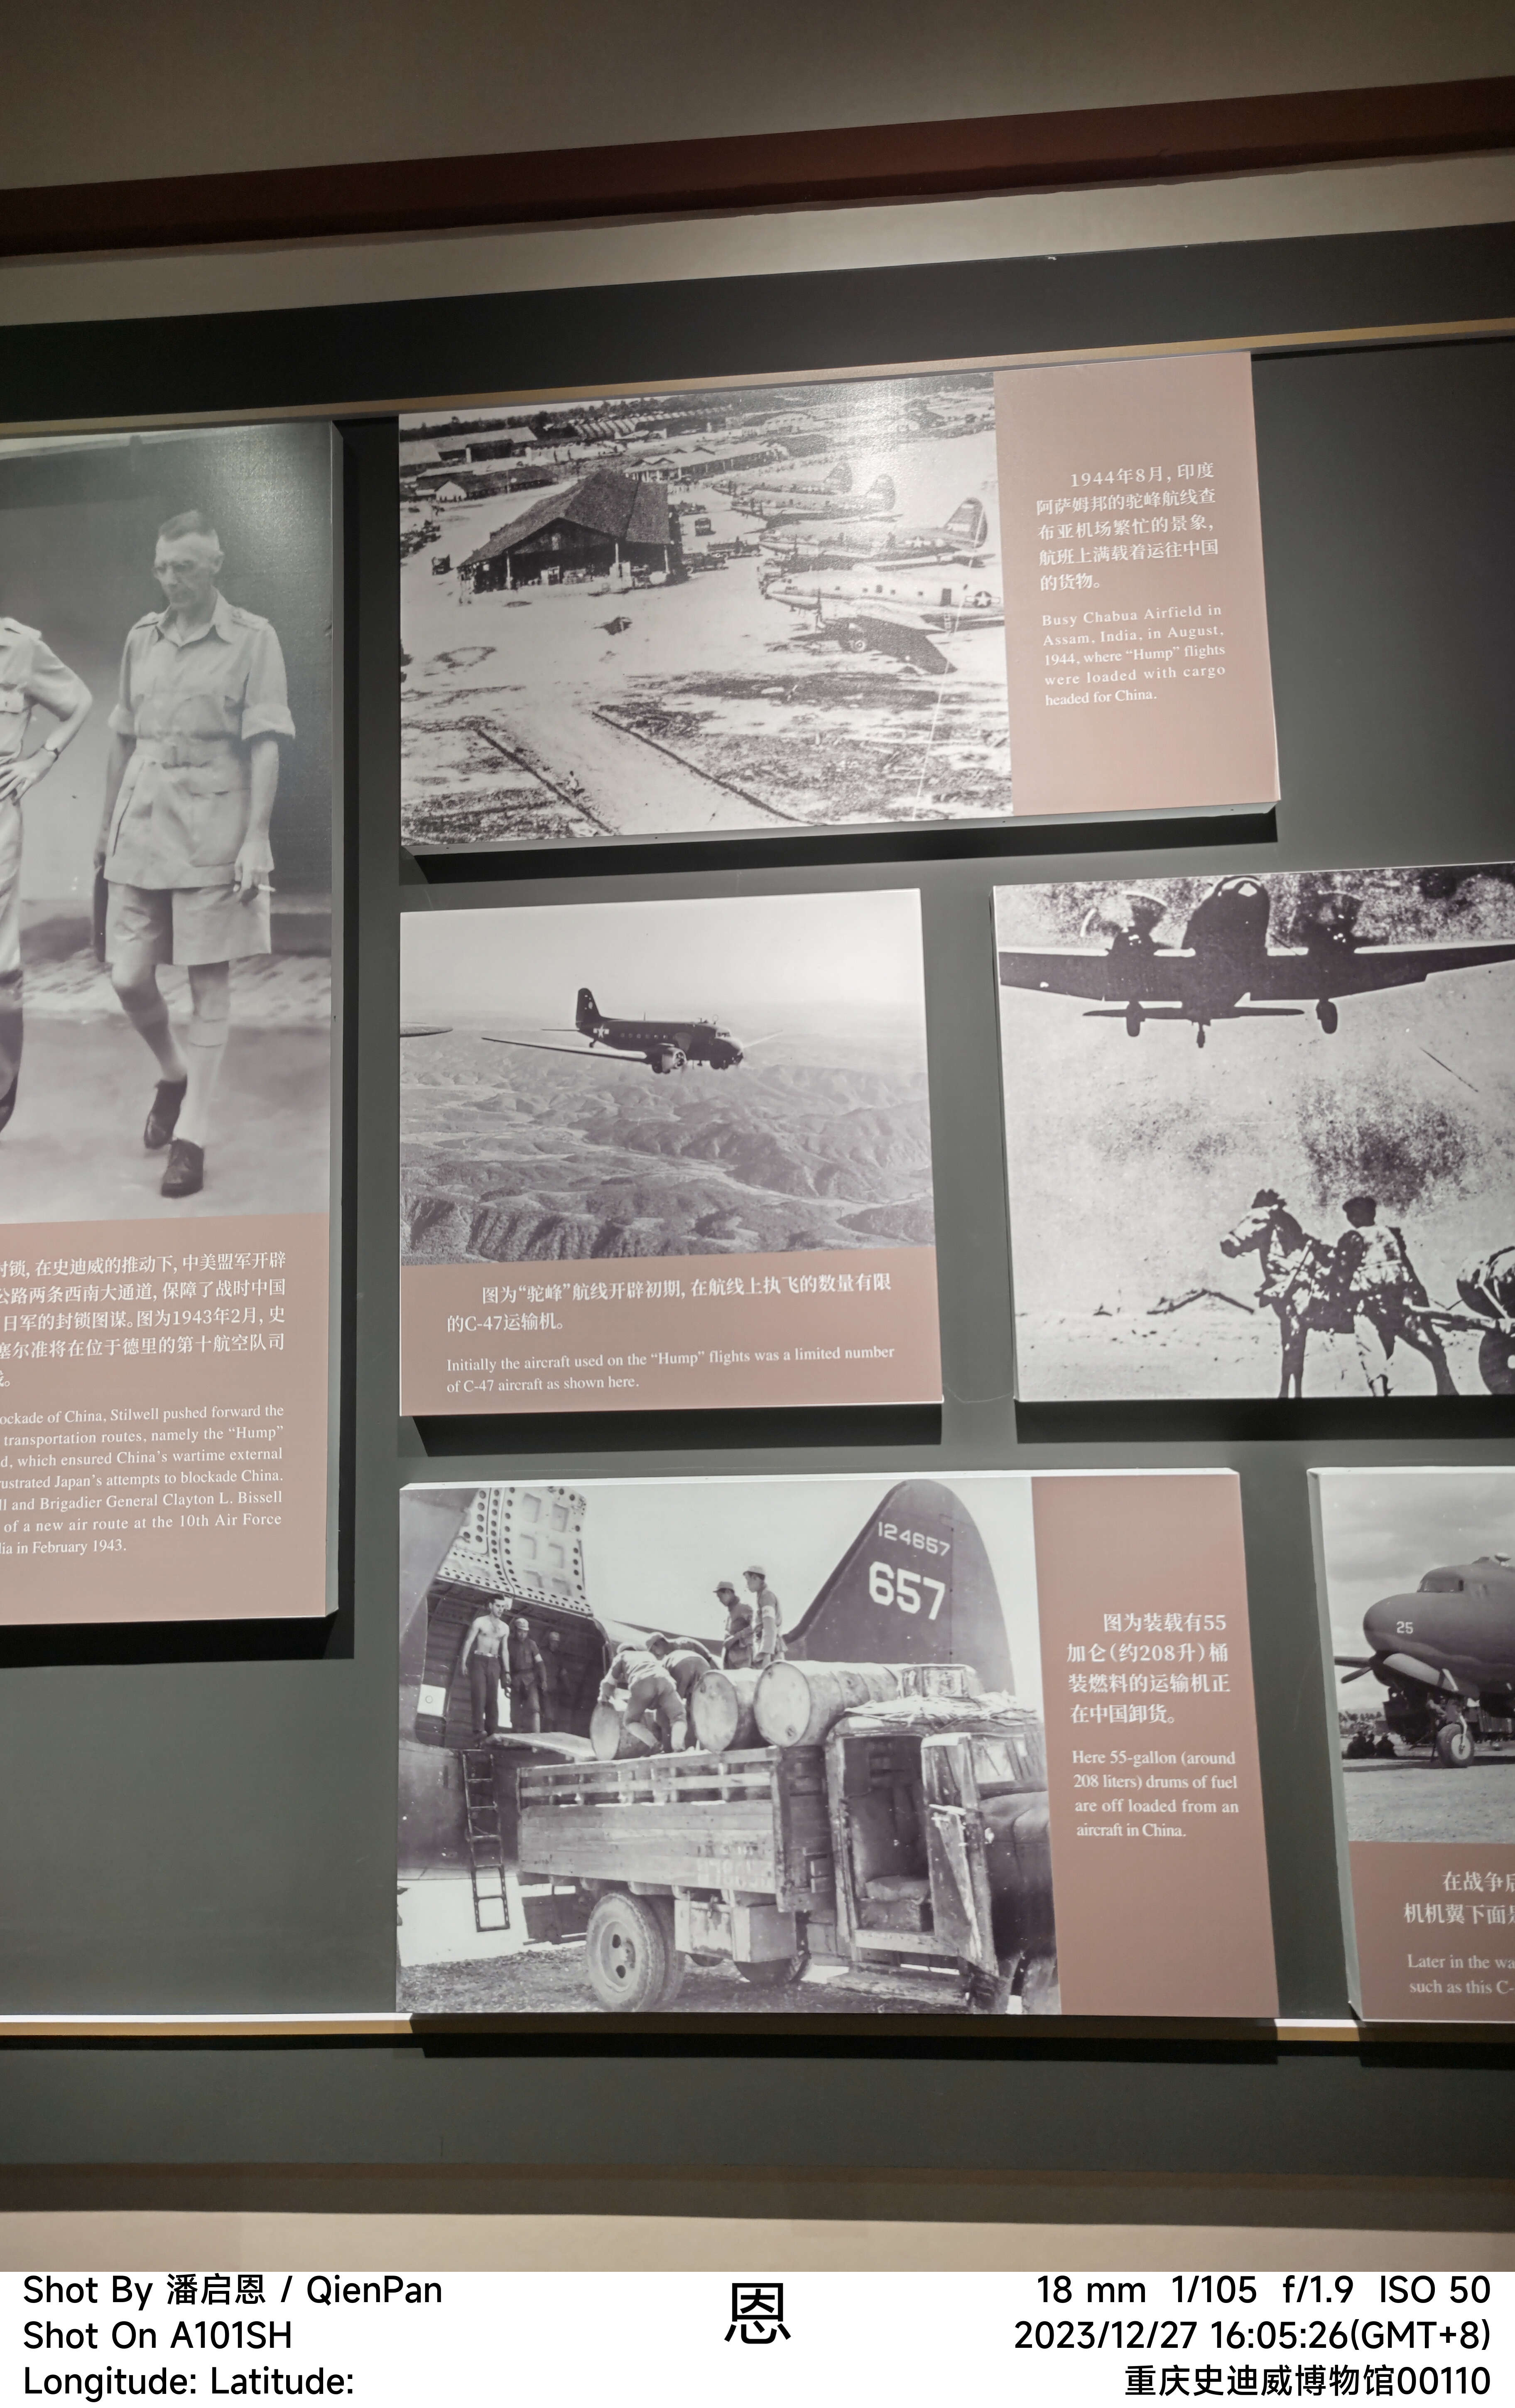 1944年8月，印度
阿萨姆邦的驼峰航线查
布亚机场繁忙的景象，
航班上满载着运往中国
的货物。
Busy Chabua Airfield in
Assam, India, in August,
1944, where “Hump” flights
were loaded with cargo
headed for China.
封锁，在史迪威的推动下，中美盟军开辟
公路两条西南大通道，保障了战时中国
日军的封锁图谋。图为1943年2月，史
塞尔准将在位于德里的第十航空队司
ockade of China, Stilwell pushed forward the
transportation routes, namely the “Hump”
d, which ensured China’s wartime external
rustrated Japan’s attempts to blockade China.
ll and Brigadier General Clayton L. Bissell
of a new air route at the 10th Air Force
dia in February 1943.
图为“驼峰”航线开辟初期，在航线上执飞的数量有限
的C-47运输机。
Initially the aircraft used on the “Hump” flights was a limited number
of C-47 aircraft as shown here.
124657
657
图为装载有55
加仑（约208升）桶
装燃料的运输机正
在中国卸货。
Here 55-gallon (around
208 liters) drums of fuel
are off loaded from an
aircraft in China.
25
在战争后
机机翼下面
Later in the wa
such as this C-
Shot By 潘启恩 / QienPan
Shot On A101SH
Longitude: Latitude:
恩
18 mm 1/105 f/1.9 ISO 50
2023/12/27 16:05:26(GMT+8)
重庆史迪威博物馆00110